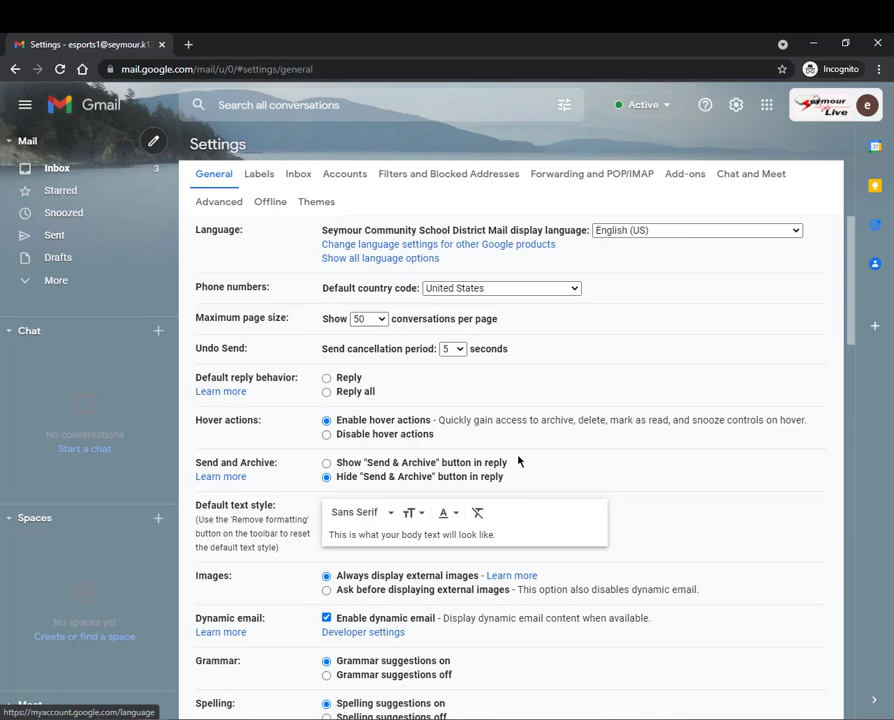 Settings - esports1@seymour.k1
mail.google.com/mail/u/0/#settings/general
Incognito
Gmail
Search all conversations
Active
Seymour
Live
e
Mail
Inbox 3
Starred
Snoozed
Sent
Drafts
More
Chat
No conversations
Start a chat
Spaces
No spaces yet
Create or find a space
Settings
General Labels Inbox Accounts Filters and Blocked Addresses Forwarding and POP/IMAP Add-ons Chat and Meet
Advanced Offline Themes
Language: Seymour Community School District Mail display language: English (US)
Change language settings for other Google products
Show all language options
Phone numbers: Default country code: United States
Maximum page size: Show 50 conversations per page
Undo Send: Send cancellation period: 5 seconds
Default reply behavior: Reply
Learn more Reply all
Hover actions: Enable hover actions - Quickly gain access to archive, delete, mark as read, and snooze controls on hover.
Disable hover actions
Send and Archive: Show "Send & Archive" button in reply
Learn more Hide "Send & Archive" button in reply
Default text style: Sans Serif
(Use the 'Remove formatting' button on the toolbar to reset the default text style)
This is what your body text will look like.
Images: Always display external images - Learn more
Ask before displaying external images - This option also disables dynamic email.
Dynamic email: Enable dynamic email - Display dynamic email content when available.
Learn more Developer settings
Grammar: Grammar suggestions on
Grammar suggestions off
Spelling: Spelling suggestions on
Spelling suggestions off
https://myaccount.google.com/language